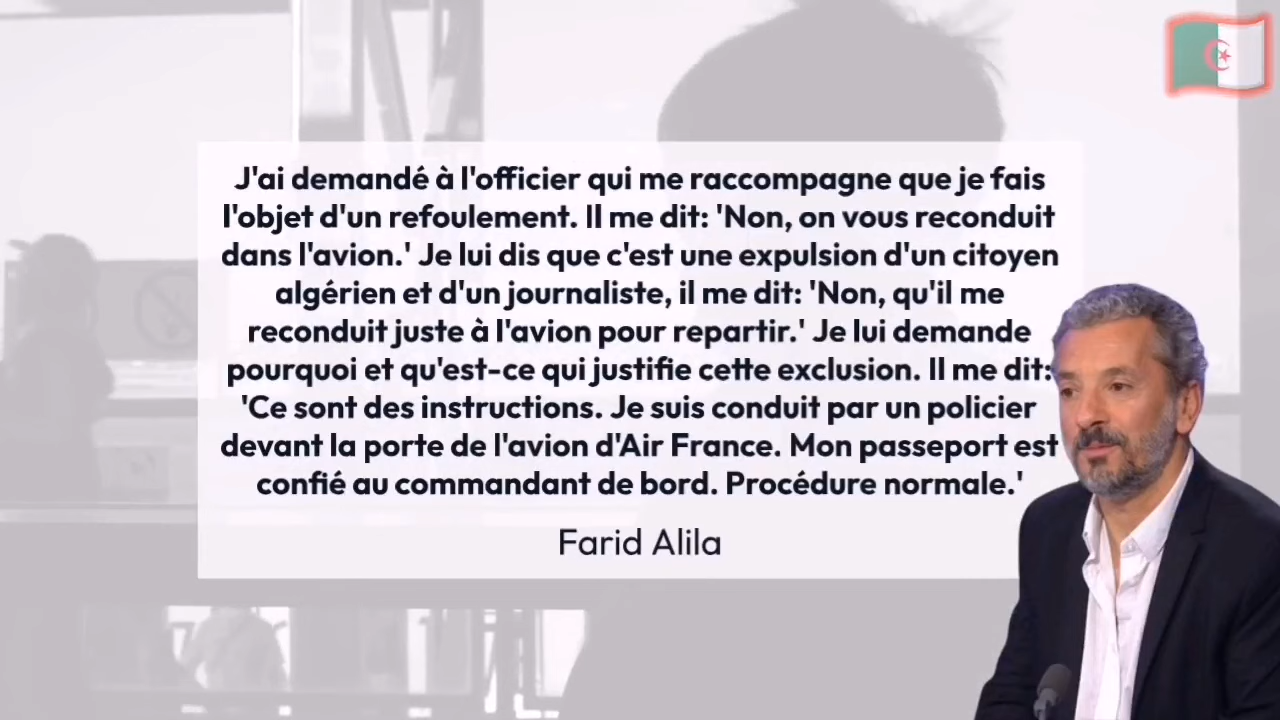 J'ai demandé à l'officier qui me raccompagne que je fais
l'objet d'un refoulement. Il me dit: 'Non, on vous reconduit
dans l'avion.' Je lui dis que c'est une expulsion d'un citoyen
algérien et d'un journaliste, il me dit: 'Non, qu'il me
reconduit juste à l'avion pour repartir.' Je lui demande
pourquoi et qu'est-ce qui justifie cette exclusion. Il me dit:
'Ce sont des instructions. Je suis conduit par un policier
devant la porte de l'avion d'Air France. Mon passeport est
confié au commandant de bord. Procédure normale.'
Farid Alila